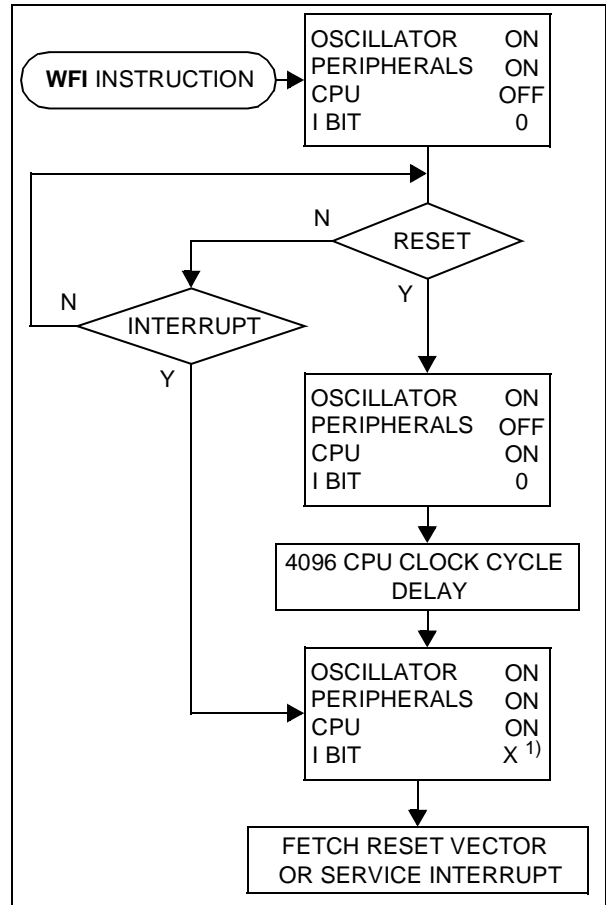 WFI INSTRUCTION
OSCILLATOR ON
PERIPHERALS ON
CPU OFF
I BIT 0
N
RESET
Y
N
INTERRUPT
Y
OSCILLATOR ON
PERIPHERALS OFF
CPU ON
I BIT 0
4096 CPU CLOCK CYCLE
DELAY
OSCILLATOR ON
PERIPHERALS ON
CPU ON
I BIT X 1)
FETCH RESET VECTOR
OR SERVICE INTERRUPT